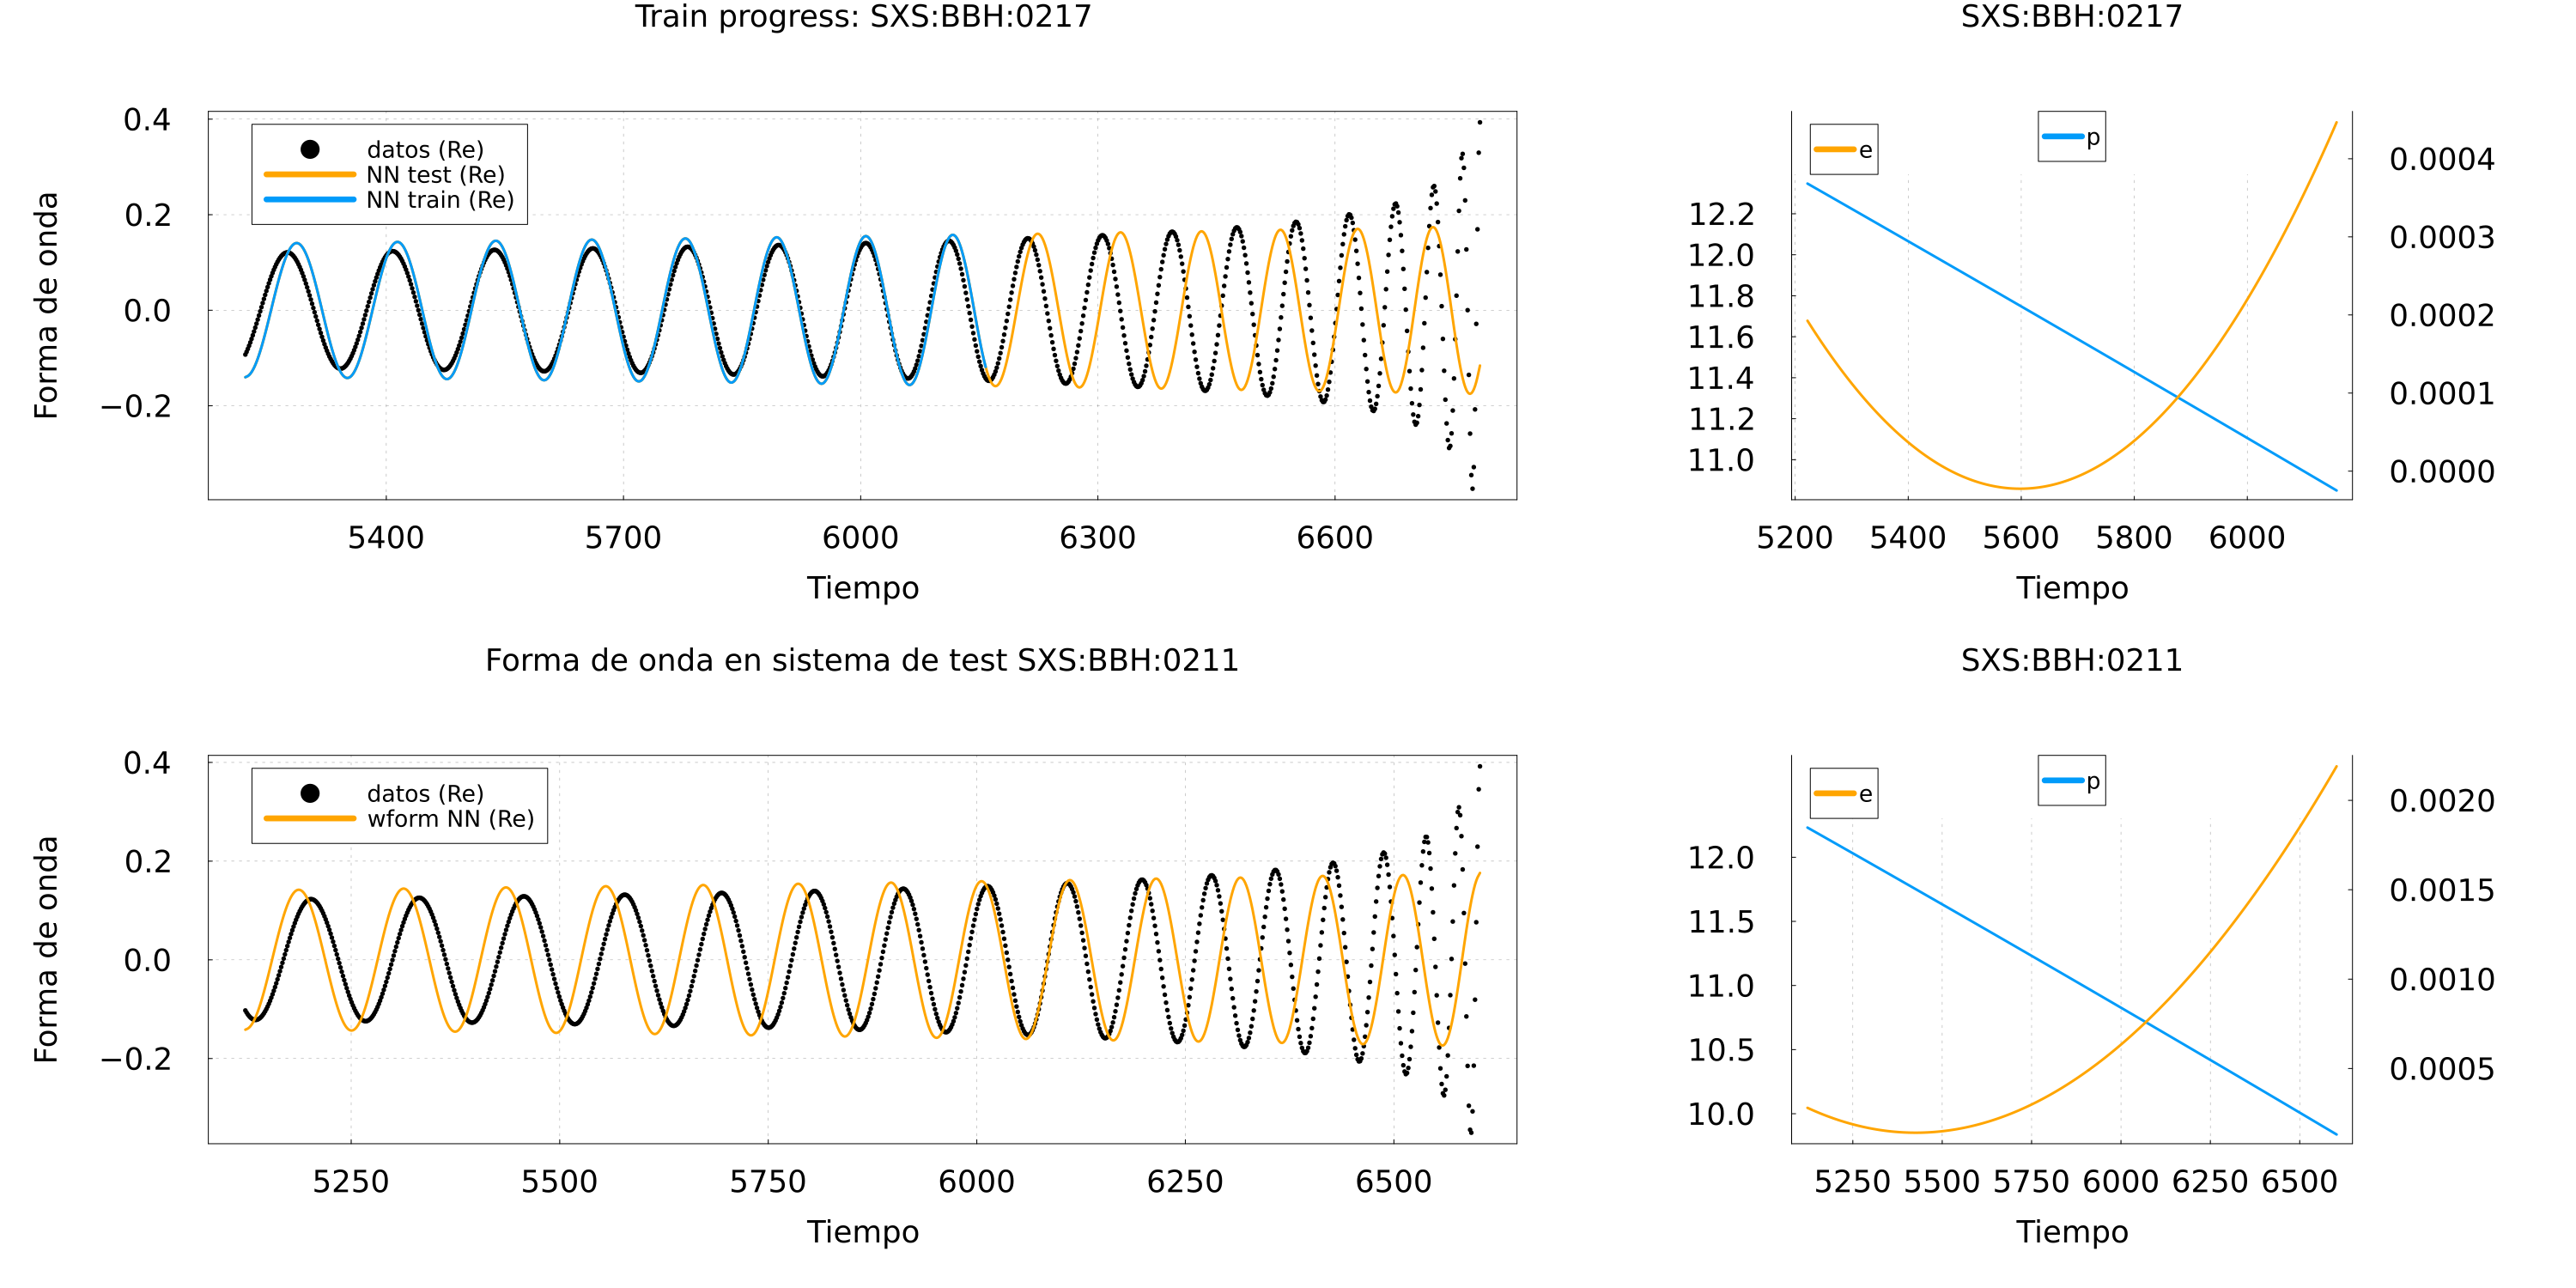 Train progress: SXS:BBH:0217
Forma de onda
0.4
0.2
0.0
−0.2
datos (Re)
NN test (Re)
NN train (Re)
5400 5700 6000 6300 6600
Tiempo
SXS:BBH:0217
e
p
12.2
12.0
11.8
11.6
11.4
11.2
11.0
0.0004
0.0003
0.0002
0.0001
0.0000
5200 5400 5600 5800 6000
Tiempo
Forma de onda en sistema de test SXS:BBH:0211
Forma de onda
0.4
0.2
0.0
−0.2
datos (Re)
wform NN (Re)
5250 5500 5750 6000 6250 6500
Tiempo
SXS:BBH:0211
e
p
12.0
11.5
11.0
10.5
10.0
0.0020
0.0015
0.0010
0.0005
5250 5500 5750 6000 6250 6500
Tiempo